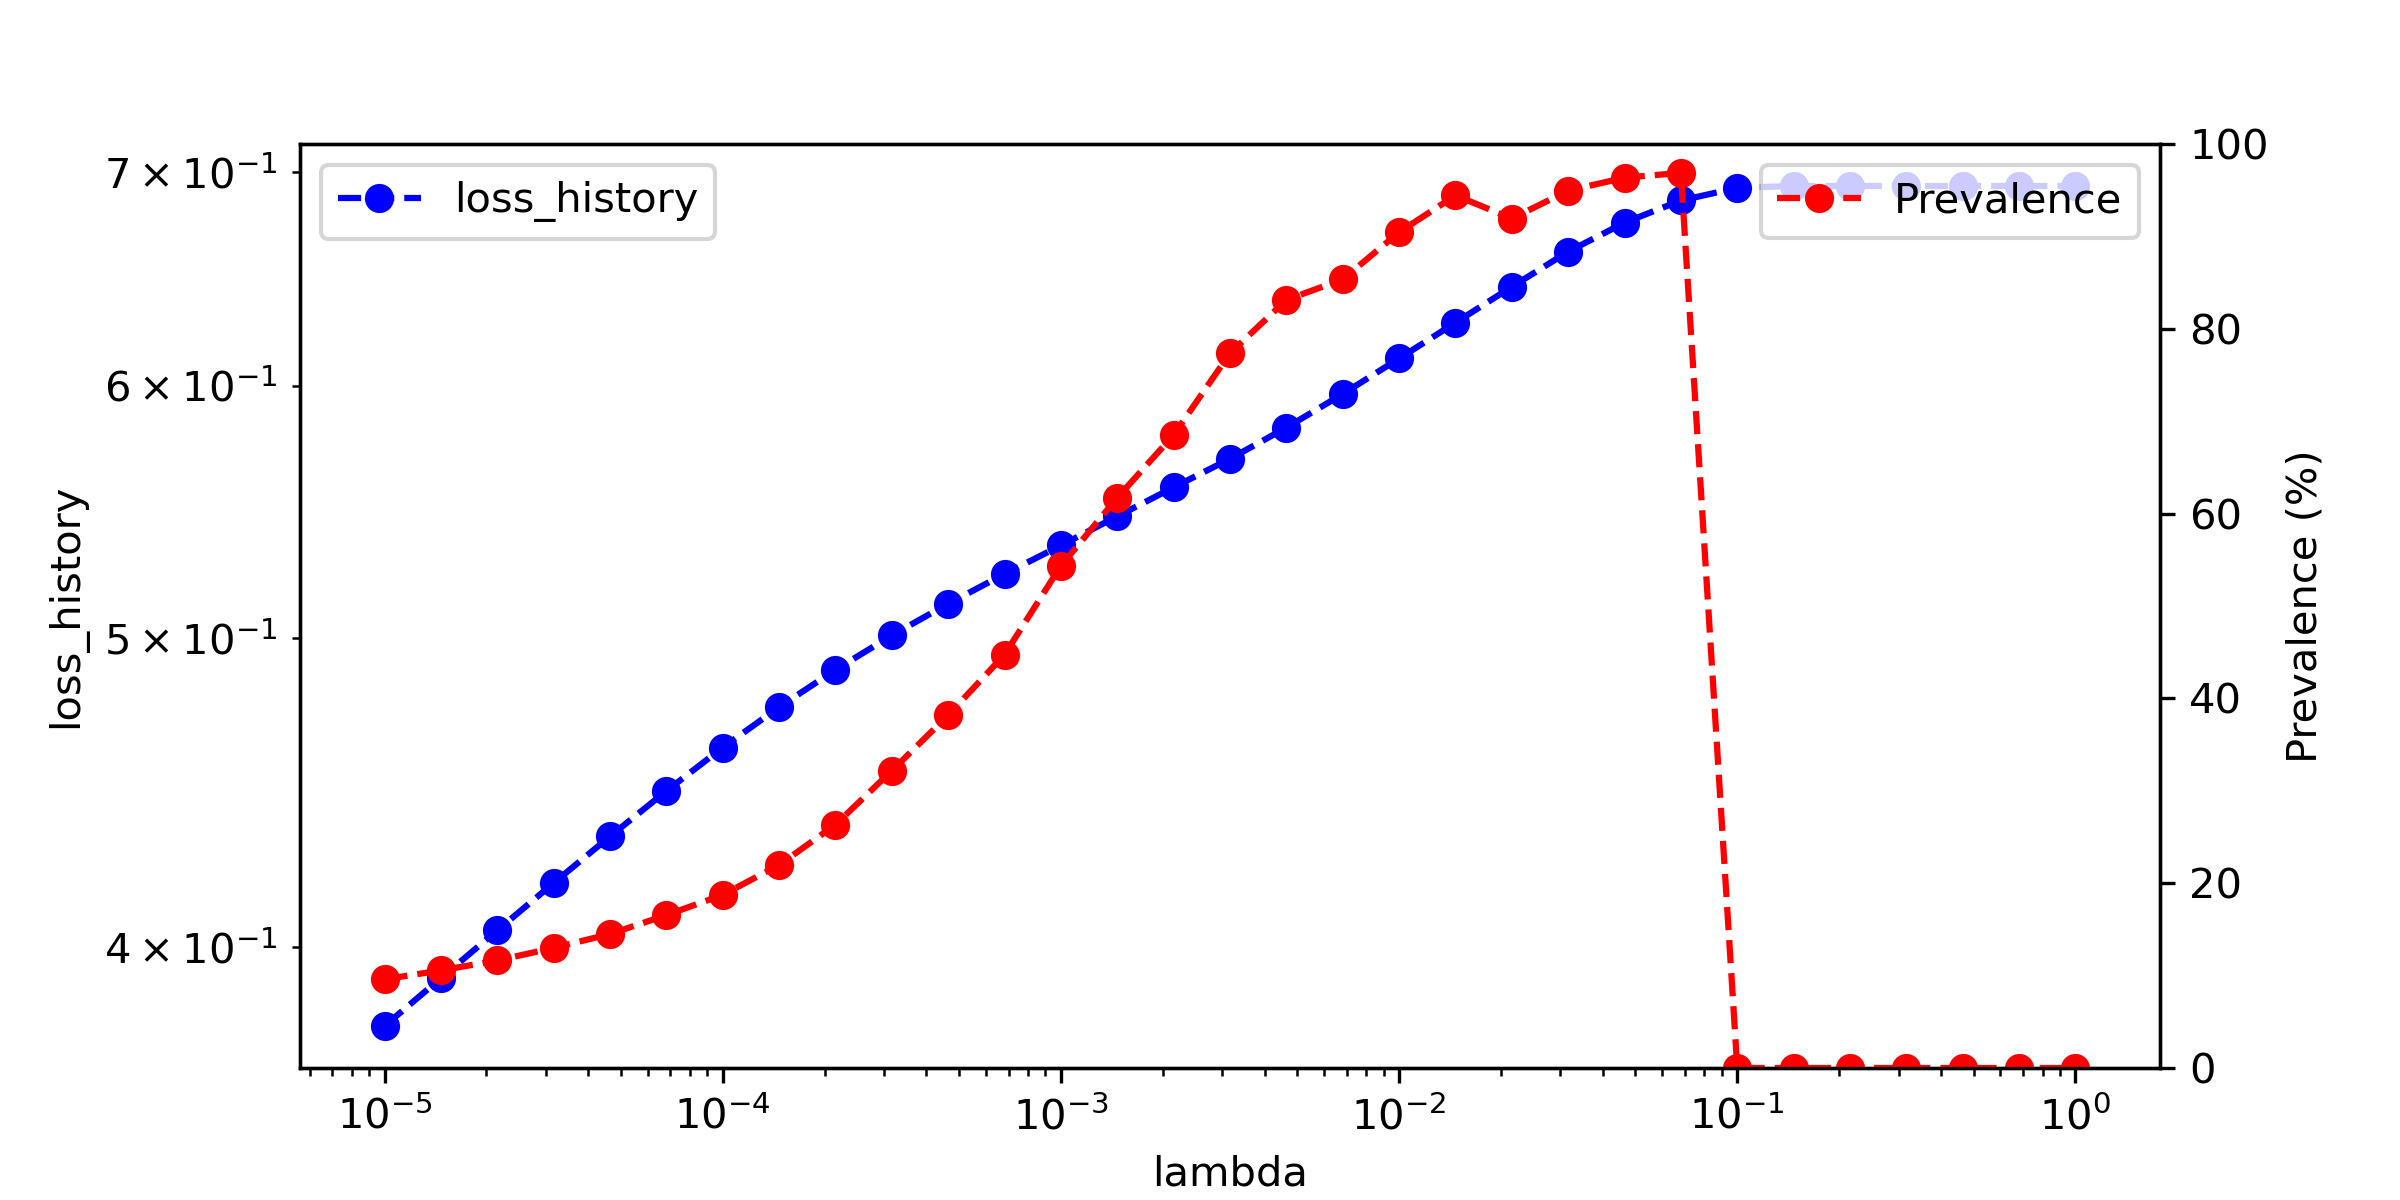 loss_history
Prevalence
7 × 10⁻¹
6 × 10⁻¹
5 × 10⁻¹
4 × 10⁻¹
loss_history
100
80
60
40
20
0
Prevalence (%)
10⁻⁵ 10⁻⁴ 10⁻³ 10⁻² 10⁻¹ 10⁰
lambda